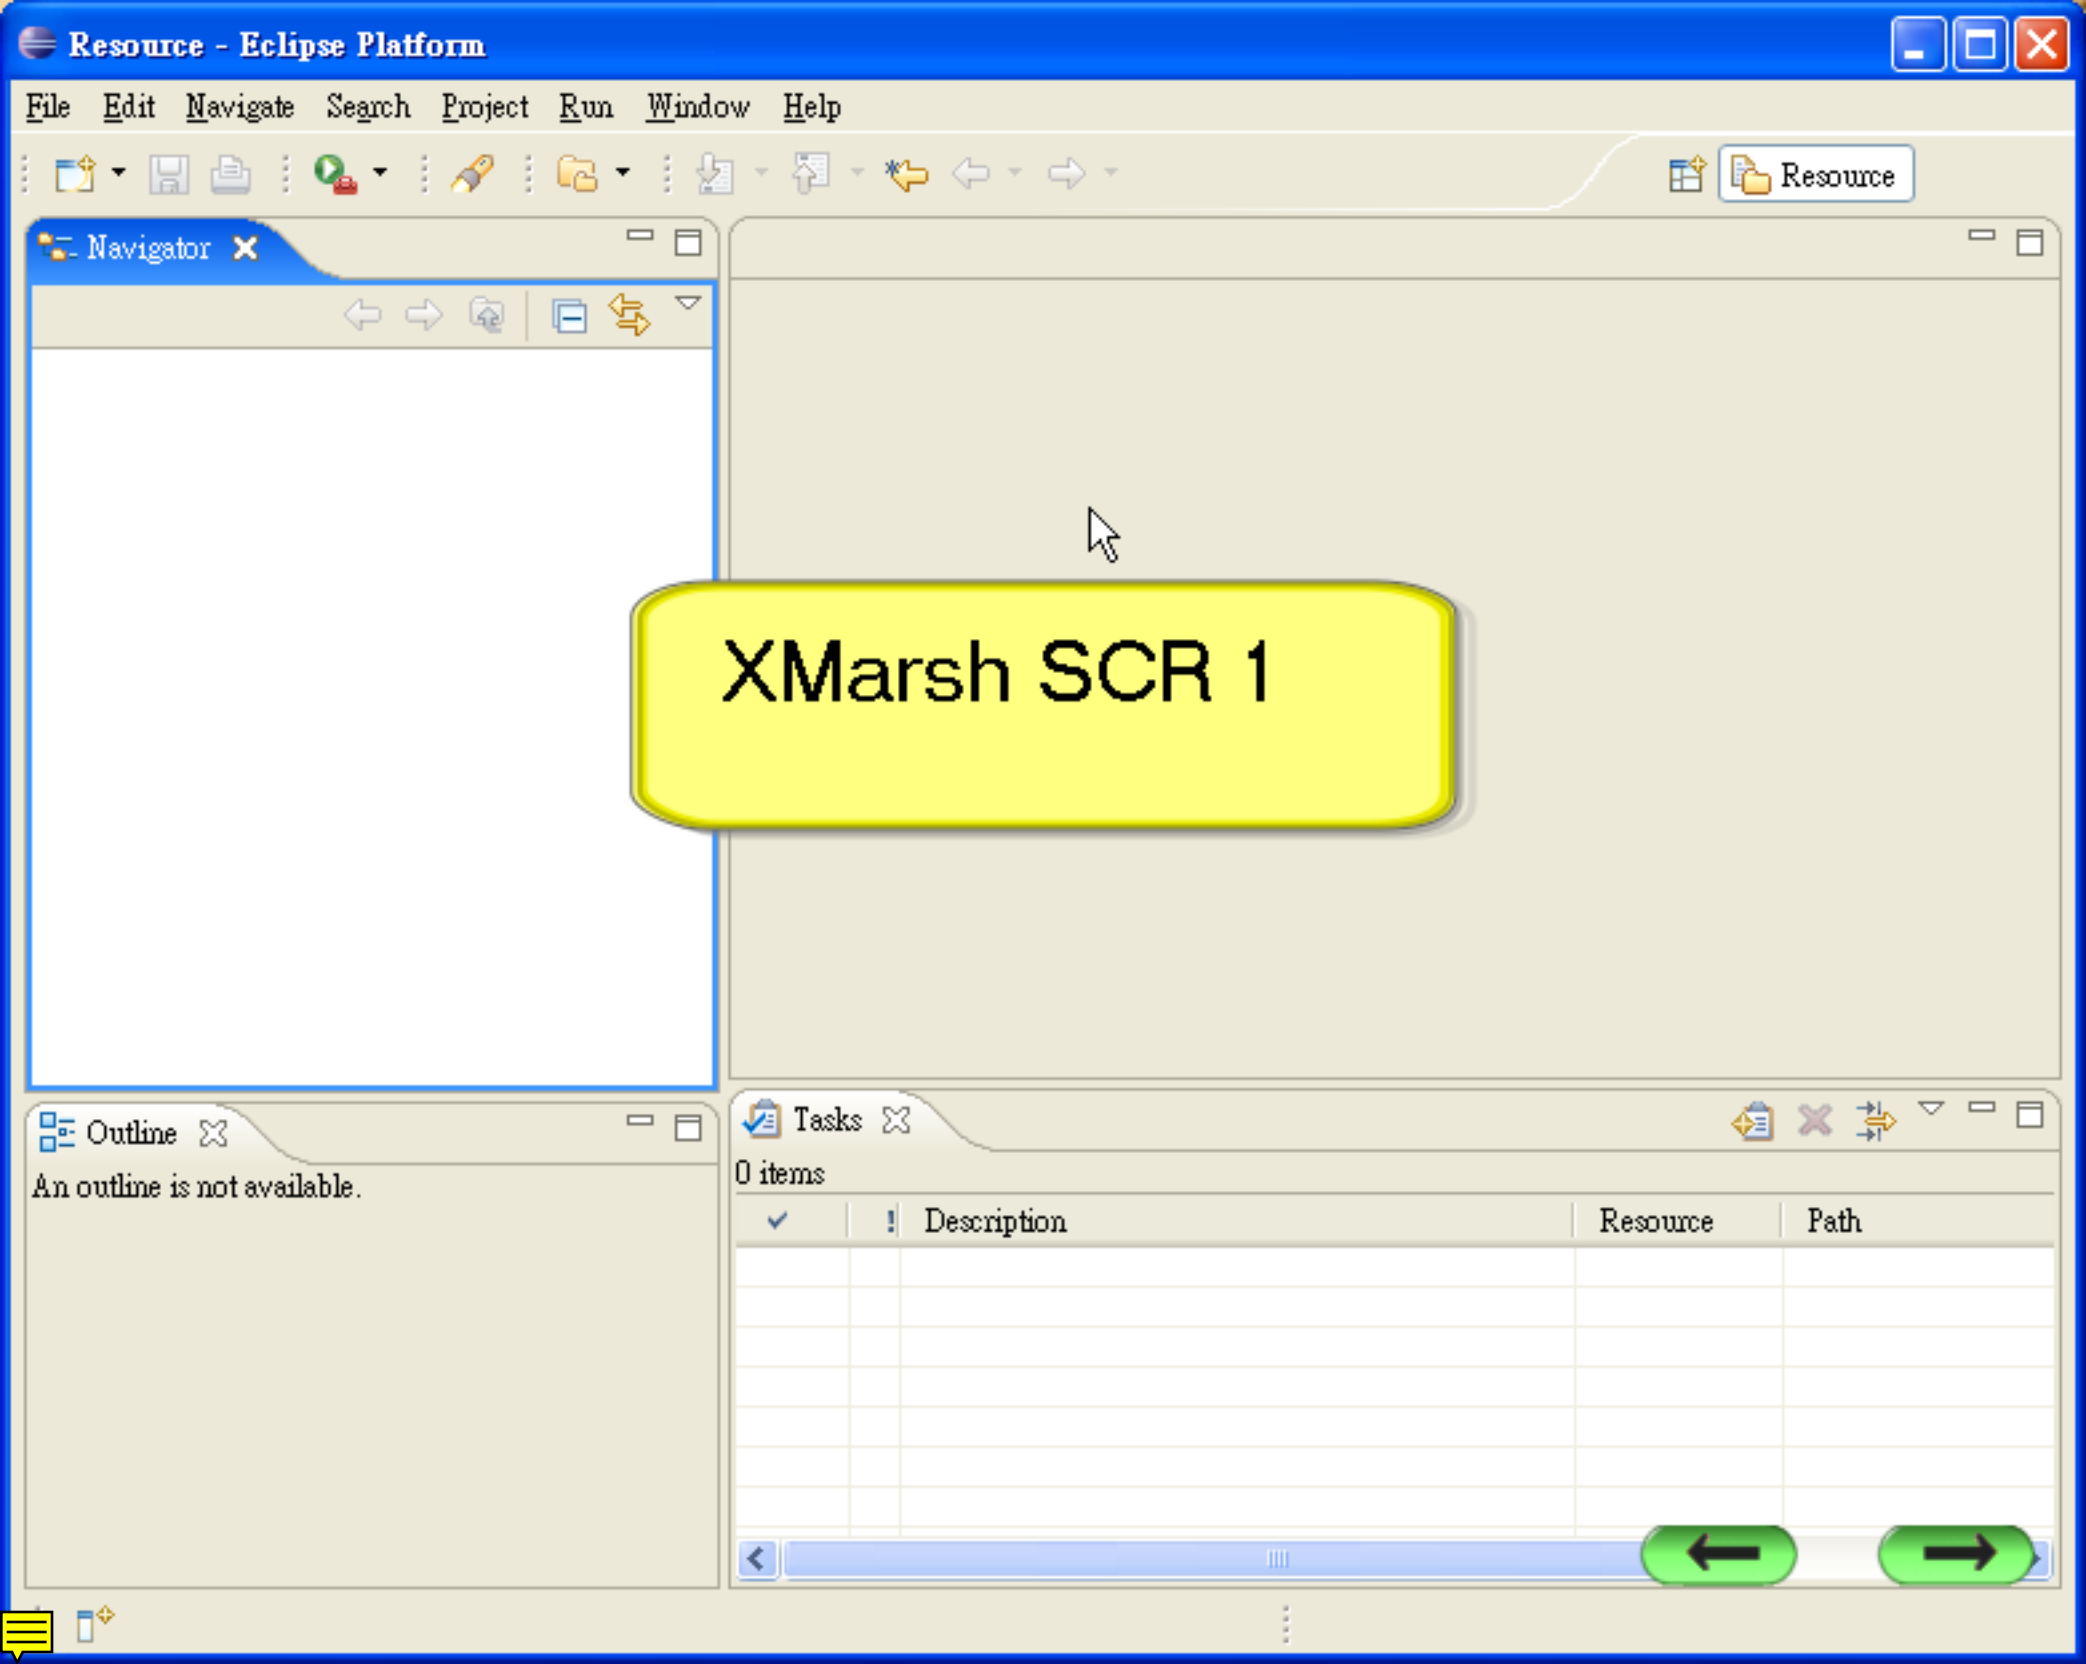 Resource - Eclipse Platform
File Edit Navigate Search Project Run Window Help
Resource
Navigator
XMarsh SCR 1
Outline
An outline is not available.
Tasks
0 items
! Description Resource Path